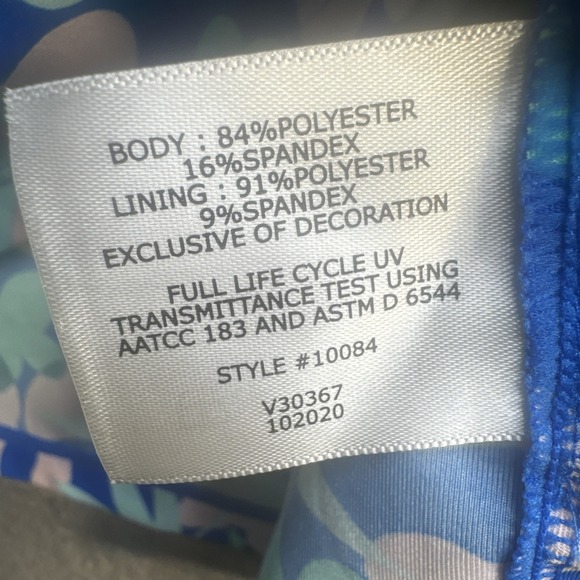 BODY : 84%POLYESTER
16%SPANDEX
LINING : 91%POLYESTER
9%SPANDEX
EXCLUSIVE OF DECORATION
FULL LIFE CYCLE UV
TRANSMITTANCE TEST USING
AATCC 183 AND ASTM D 6544
STYLE #10084
V30367
102020